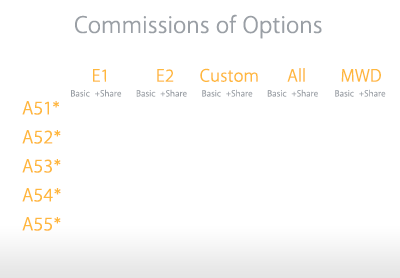 Commissions of Options
E1 E2 Custom All MWD
Basic +Share Basic +Share Basic +Share Basic +Share Basic +Share
A51*
A52*
A53*
A54*
A55*